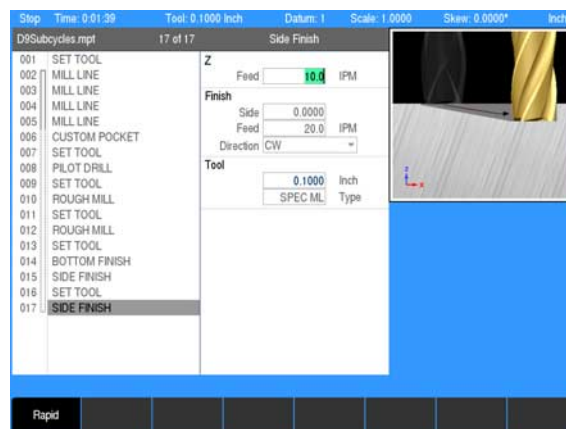 Stop Time: 0:01:39 Tool: 0.1000 Inch Datum: 1 Scale: 1.0000 Skew: 0.0000° Inch
D9Subcycles.mpt 17 of 17 Side Finish
001 SET TOOL
002 MILL LINE
003 MILL LINE
004 MILL LINE
005 MILL LINE
006 CUSTOM POCKET
007 SET TOOL
008 PILOT DRILL
009 SET TOOL
010 ROUGH MILL
011 SET TOOL
012 ROUGH MILL
013 SET TOOL
014 BOTTOM FINISH
015 SIDE FINISH
016 SET TOOL
017 SIDE FINISH
Z
Feed 10.0 IPM
Finish
Side 0.0000
Feed 20.0 IPM
Direction CW
Tool
0.1000 Inch
SPEC ML Type
Z
X
Rapid